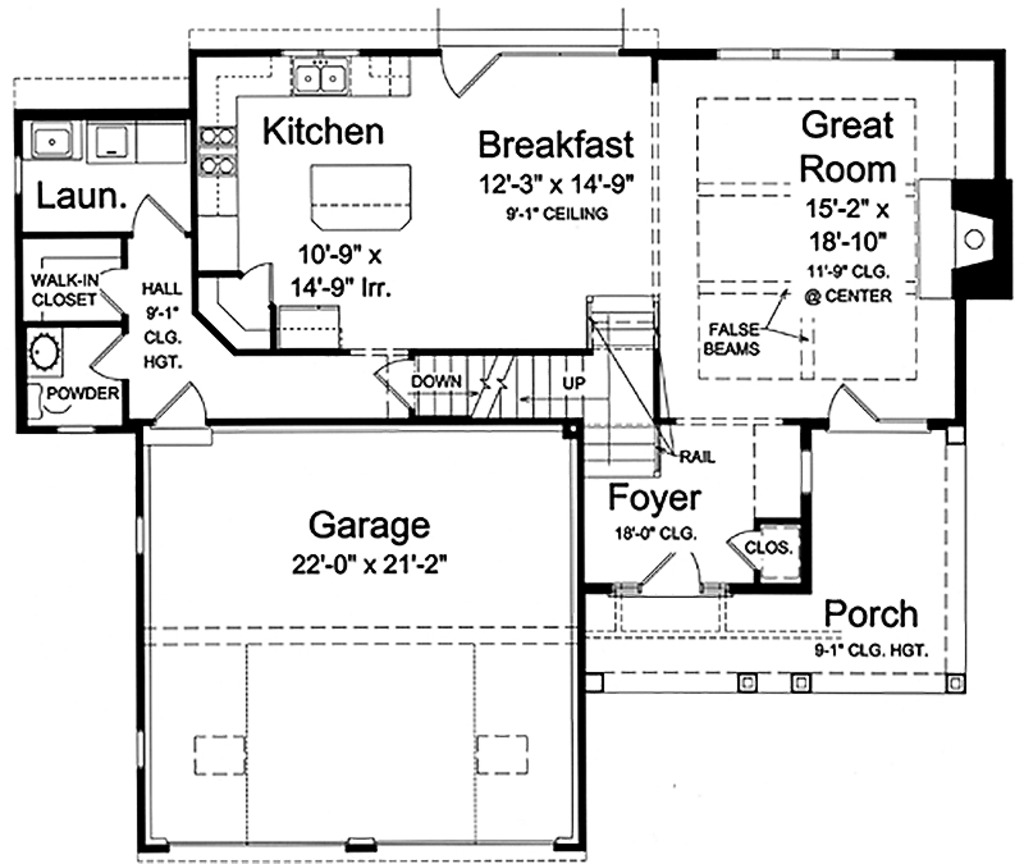 Kitchen
10'-9" x
14'-9" Irr.
Breakfast
12'-3" x 14'-9"
9'-1" CEILING
Great
Room
15'-2" x
18'-10"
11'-9" CLG.
@ CENTER
FALSE
BEAMS
Laun.
WALK-IN
CLOSET
HALL
9'-1"
CLG.
HGT.
POWDER
DOWN
UP
RAIL
Foyer
18'-0" CLG.
CLOS.
Garage
22'-0" x 21'-2"
Porch
9-1" CLG. HGT.